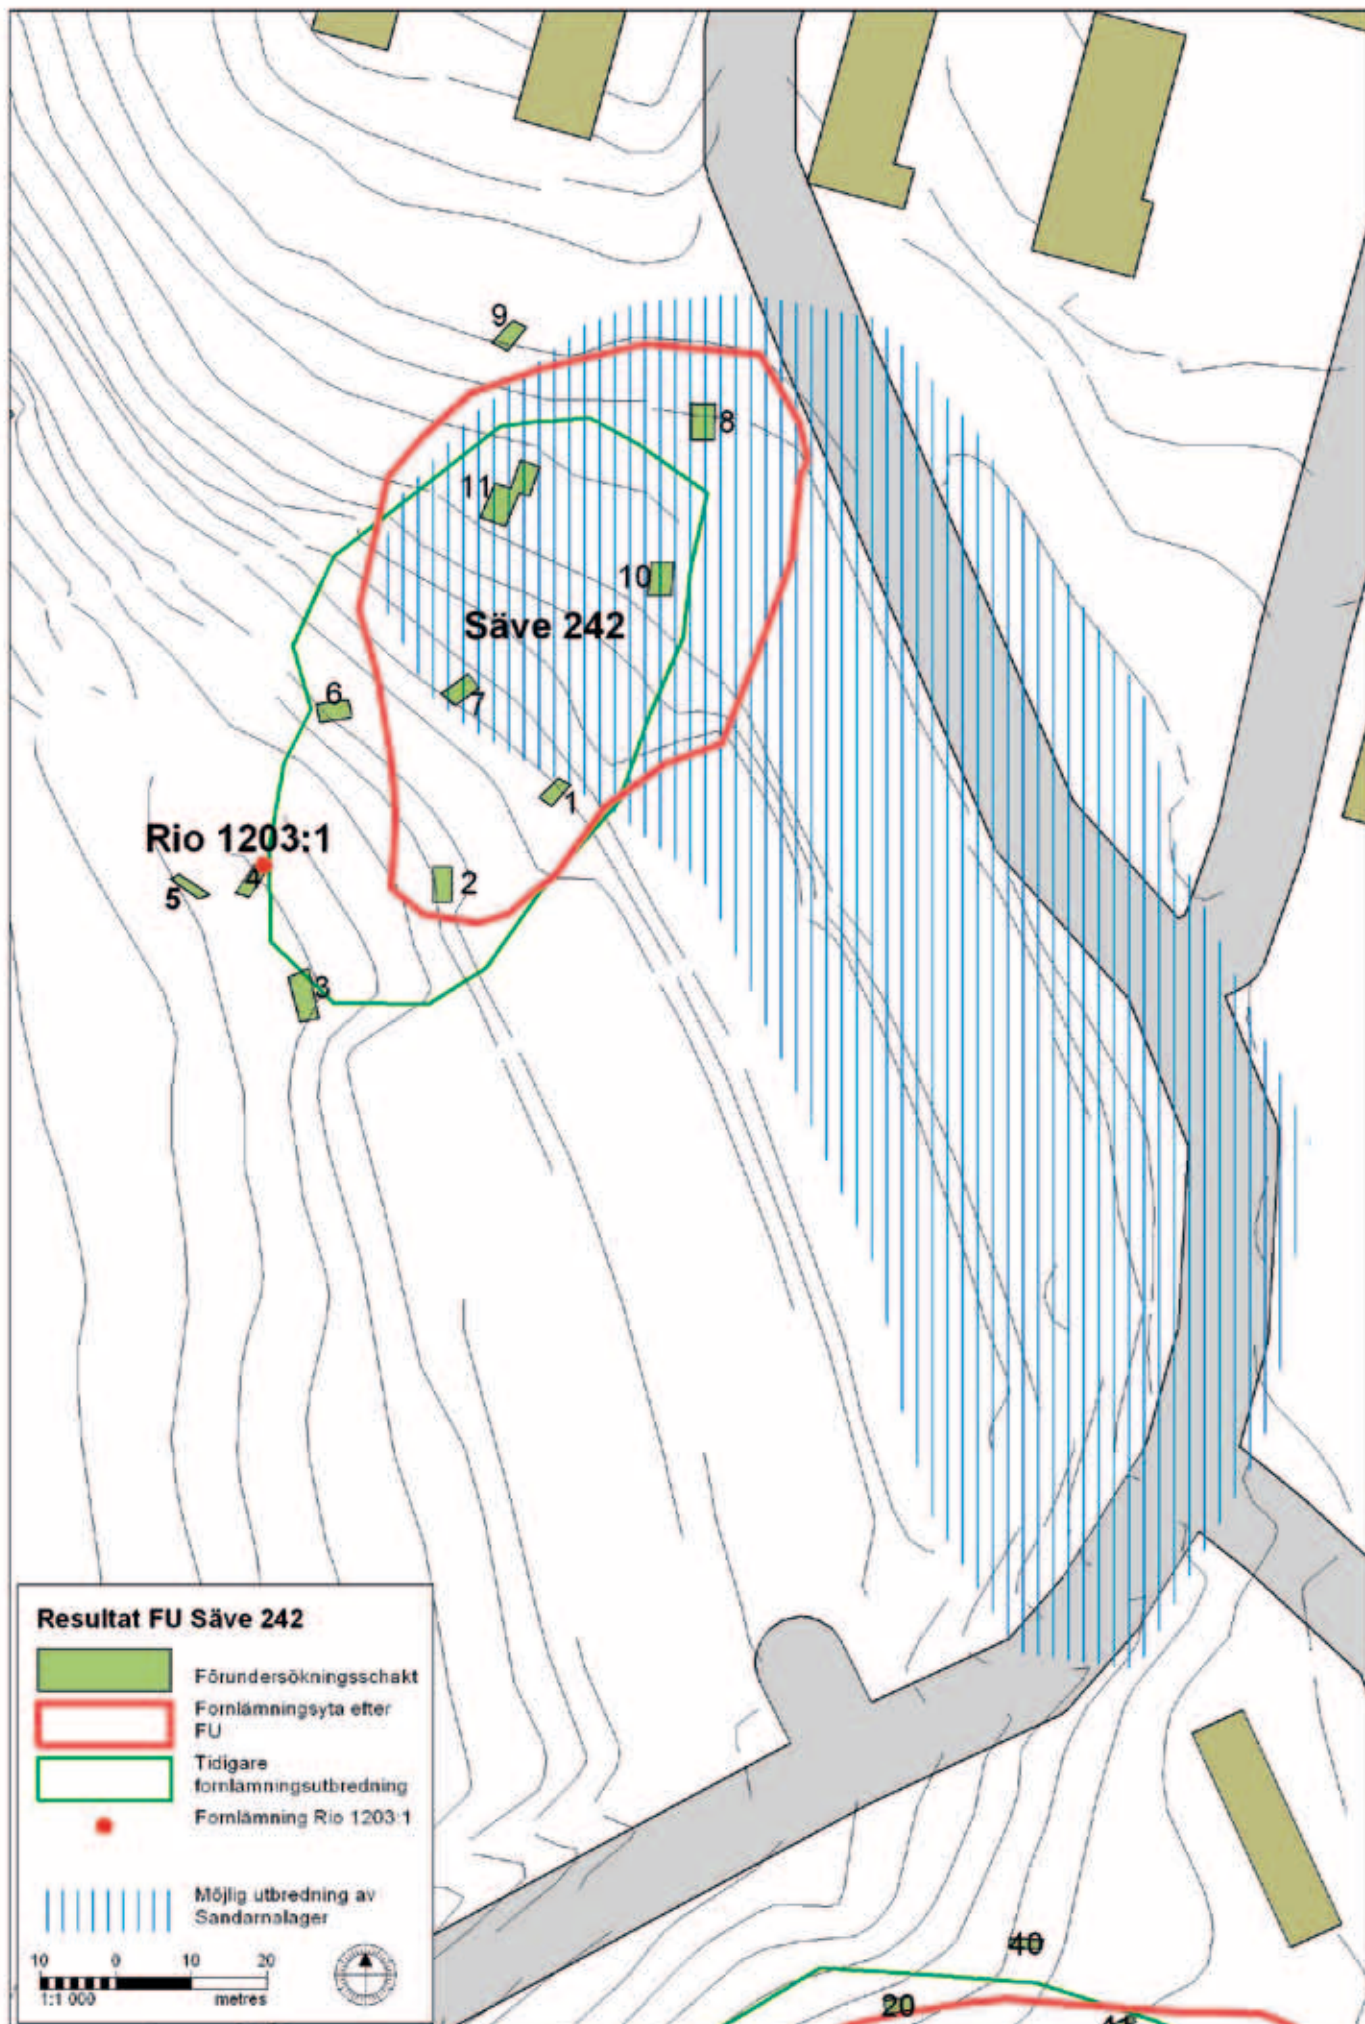 9
8
11
10
Säve 242
6
7
1
Rio 1203:1
4
5
2
3
Resultat FU Säve 242
Förundersökningsschakt
Fornlämningsyta efter
FU
Tidigare
fornlämningsutbredning
Fornlämning Rio 1203:1
Möjlig utbredning av
Sandarnalager
10 0 20
1:1 000 metres
40
20